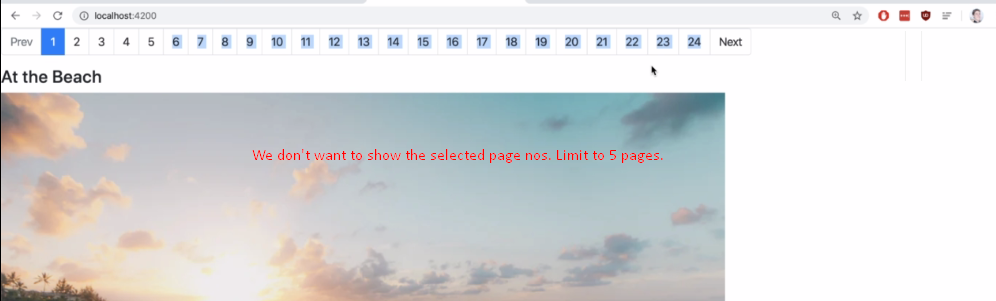 localhost:4200
Prev 1 2 3 4 5 6 7 8 9 10 11 12 13 14 15 16 17 18 19 20 21 22 23 24 Next
At the Beach
We don't want to show the selected page nos. Limit to 5 pages.